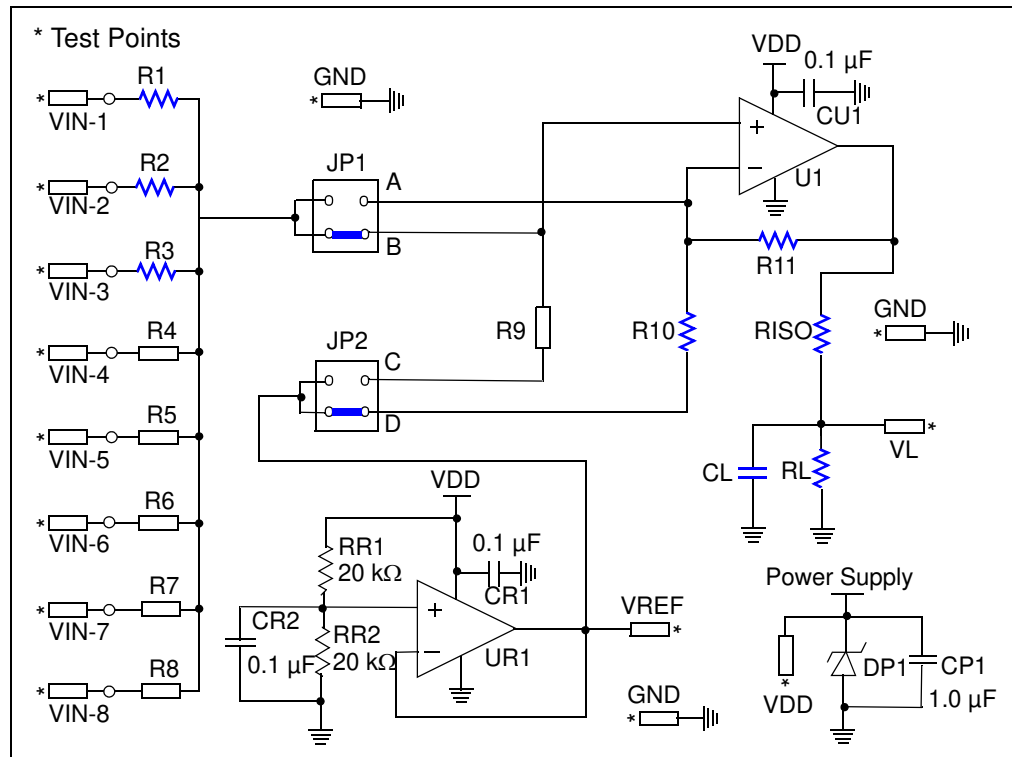 * Test Points
R1
*
VIN-1
R2
*
VIN-2
R3
*
VIN-3
R4
*
VIN-4
R5
*
VIN-5
R6
*
VIN-6
R7
*
VIN-7
R8
*
VIN-8
GND
*
JP1
A
B
JP2
C
D
R9
R10
R11
VDD
0.1 µF
CU1
+
−
U1
RISO
GND
*
VL
*
CL
RL
VDD
0.1 µF
CR1
RR1
20 kΩ
CR2
0.1 µF
RR2
20 kΩ
+
−
UR1
VREF
*
GND
*
Power Supply
*
VDD
DP1
CP1
1.0 µF